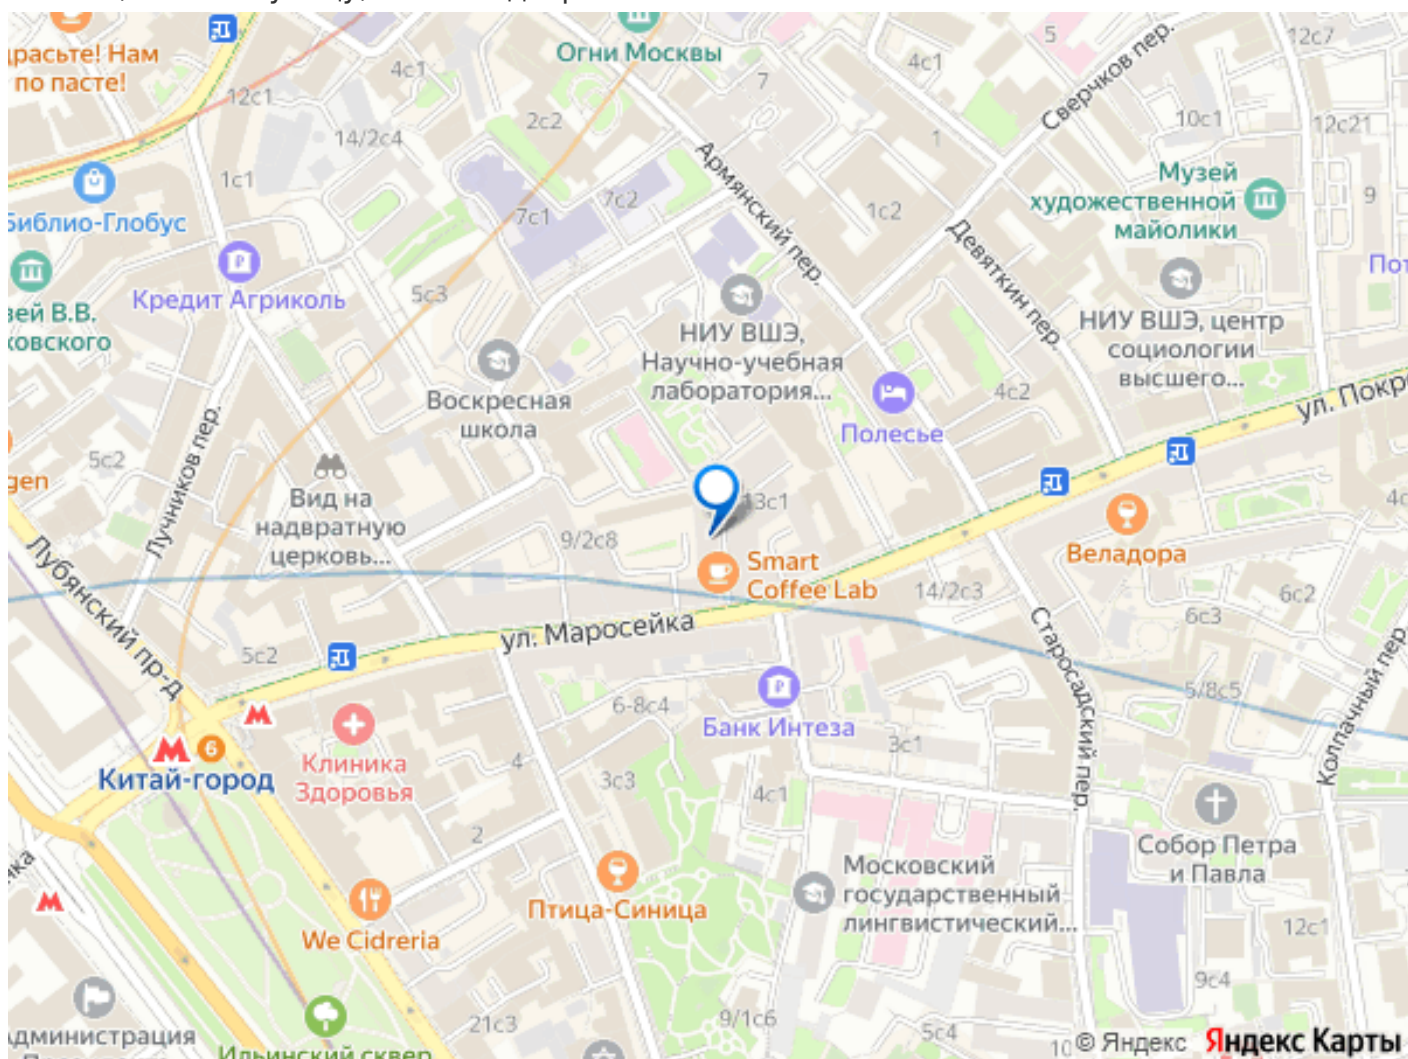 Огни Москвы
по пасте!
Нам
4с1
12с1
14/2с4
2с2
7
4с1
5
Сверчков пер.
12с7
10с1
12с21
1
1с1
7с1
7с2
Армянский пер.
1с2
Музей
художественной
майолики
9
Библио-Глобус
Кредит Агриколь
5с3
Девяткин пер.
НИУ ВШЭ,
Научно-учебная
лаборатория...
НИУ ВШЭ, центр
социологии
высшего...
Воскресная
школа
Полесье
4с2
ул. Покр
5с2
Лучников пер.
Вид на
надвратную
церковь...
13с1
9/2с8
Smart
Coffee Lab
Веладора
Лубянский пр-д
14/2с3
6с2
6с3
ул. Маросейка
5с2
Старосадский пер.
5/8с5
Колпачный пер.
6-8с4
Банк Интеза
3с1
М
М 6
Китай-город
Клиника
Здоровья
4
3с3
4с1
2
Собор Петра
и Павла
Московский
государственный
лингвистический...
М
Птица-Синица
We Cidreria
12с1
9с4
21с3
9/1с6
5с4
Администрация
Ильинский сквер
10
© Яндекс Яндекс Карты